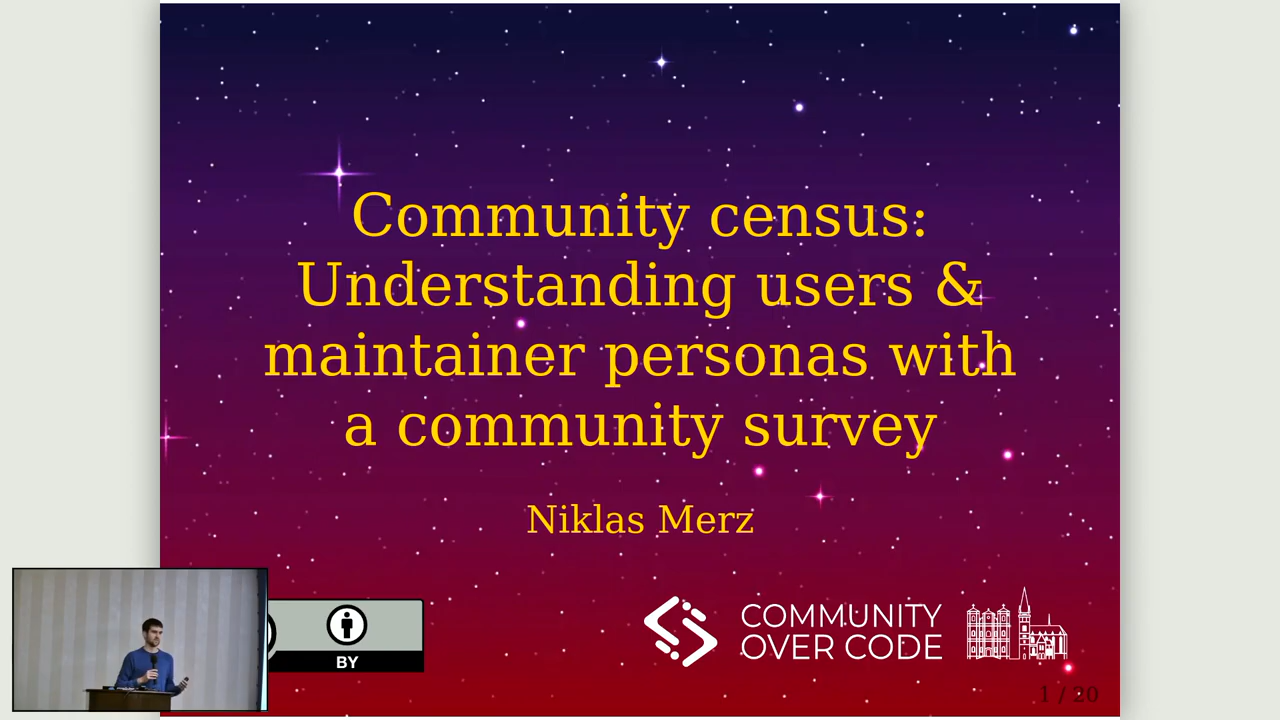 Community census:
Understanding users &
maintainer personas with
a community survey
Niklas Merz
BY
COMMUNITY
OVER CODE
1 / 20